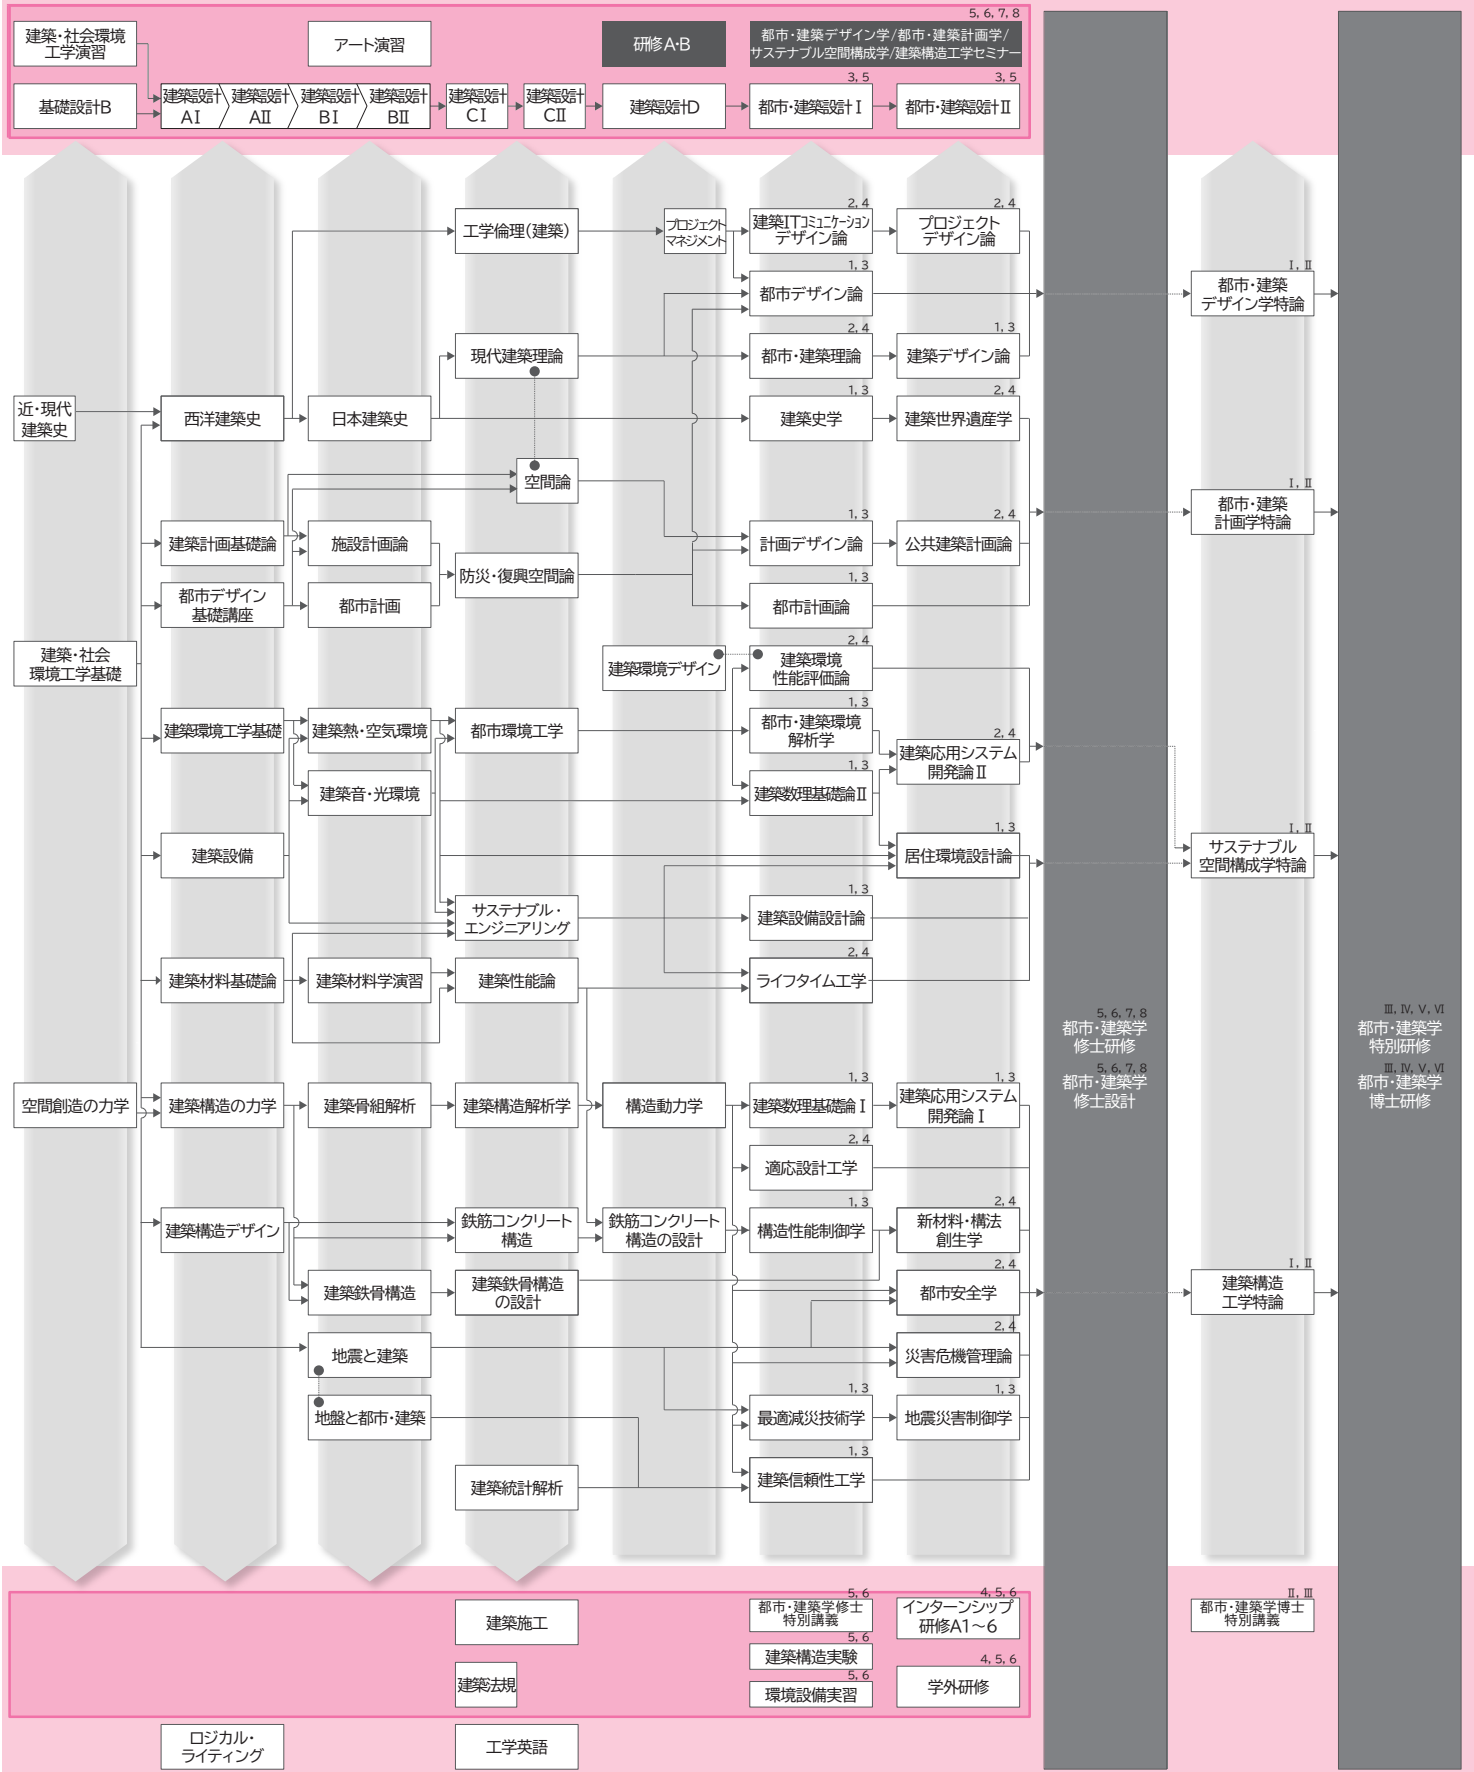 5, 6, 7, 8
建築・社会環境
工学演習
アート演習
研修A・B
都市・建築デザイン学/都市・建築計画学/
サステナブル空間構成学/建築構造工学セミナー
3, 5
3, 5
基礎設計B
建築設計
AⅠ
建築設計
AⅡ
建築設計
BⅠ
建築設計
BⅡ
建築設計
CⅠ
建築設計
CⅡ
建築設計D
都市・建築設計Ⅰ
都市・建築設計Ⅱ
2, 4
2, 4
工学倫理(建築)
プロジェクト
マネジメント
建築ITコミュニケーション
デザイン論
プロジェクト
デザイン論
1, 3
都市デザイン論
Ⅰ, Ⅱ
都市・建築
デザイン学特論
2, 4
1, 3
現代建築理論
都市・建築理論
建築デザイン論
1, 3
2, 4
近・現代
建築史
西洋建築史
日本建築史
建築史学
建築世界遺産学
空間論
Ⅰ, Ⅱ
都市・建築
計画学特論
1, 3
2, 4
建築計画基礎論
施設計画論
計画デザイン論
公共建築計画論
防災・復興空間論
都市デザイン
基礎講座
都市計画
1, 3
都市計画論
建築・社会
環境工学基礎
建築環境デザイン
2, 4
建築環境
性能評価論
1, 3
建築環境工学基礎
建築熱・空気環境
都市環境工学
都市・建築環境
解析学
2, 4
建築応用システム
開発論Ⅱ
建築音・光環境
1, 3
建築数理基礎論Ⅱ
1, 3
Ⅰ, Ⅱ
建築設備
居住環境設計論
サステナブル
空間構成学特論
サステナブル・
エンジニアリング
1, 3
建築設備設計論
2, 4
建築材料基礎論
建築材料学演習
建築性能論
ライフタイム工学
5, 6, 7, 8
都市・建築学
修士研修
Ⅲ, Ⅳ, Ⅴ, Ⅵ
都市・建築学
特別研修
5, 6, 7, 8
都市・建築学
修士設計
Ⅲ, Ⅳ, Ⅴ, Ⅵ
都市・建築学
博士研修
1, 3
1, 3
空間創造の力学
建築構造の力学
建築骨組解析
建築構造解析学
構造動力学
建築数理基礎論Ⅰ
建築応用システム
開発論Ⅰ
2, 4
適応設計工学
1, 3
2, 4
建築構造デザイン
鉄筋コンクリート
構造
鉄筋コンクリート
構造の設計
構造性能制御学
新材料・構法
創生学
2, 4
Ⅰ, Ⅱ
建築鉄骨構造
建築鉄骨構造
の設計
都市安全学
建築構造
工学特論
2, 4
地震と建築
災害危機管理論
1, 3
1, 3
地盤と都市・建築
最適減災技術学
地震災害制御学
1, 3
建築統計解析
建築信頼性工学
5, 6
4, 5, 6
Ⅱ, Ⅲ
建築施工
都市・建築学修士
特別講義
インターンシップ
研修A1～6
都市・建築学博士
特別講義
5, 6
建築構造実験
建築法規
5, 6
環境設備実習
4, 5, 6
学外研修
ロジカル・
ライティング
工学英語